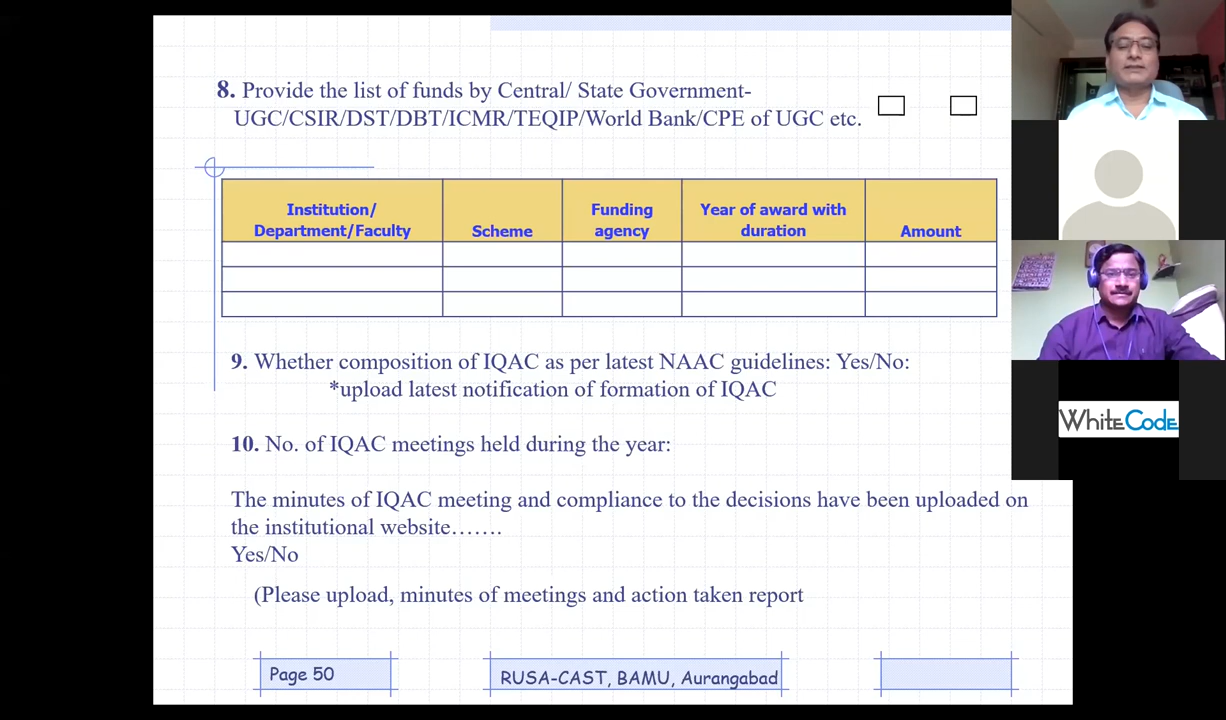 8. Provide the list of funds by Central/ State Government-
UGC/CSIR/DST/DBT/ICMR/TEQIP/World Bank/CPE of UGC etc.
Institution/
Department/Faculty
Scheme
Funding
agency
Year of award with
duration
Amount
9. Whether composition of IQAC as per latest NAAC guidelines: Yes/No:
*upload latest notification of formation of IQAC
10. No. of IQAC meetings held during the year:
The minutes of IQAC meeting and compliance to the decisions have been uploaded on
the institutional website…….
Yes/No
(Please upload, minutes of meetings and action taken report
Page 50
RUSA-CAST, BAMU, Aurangabad
WhiteCode